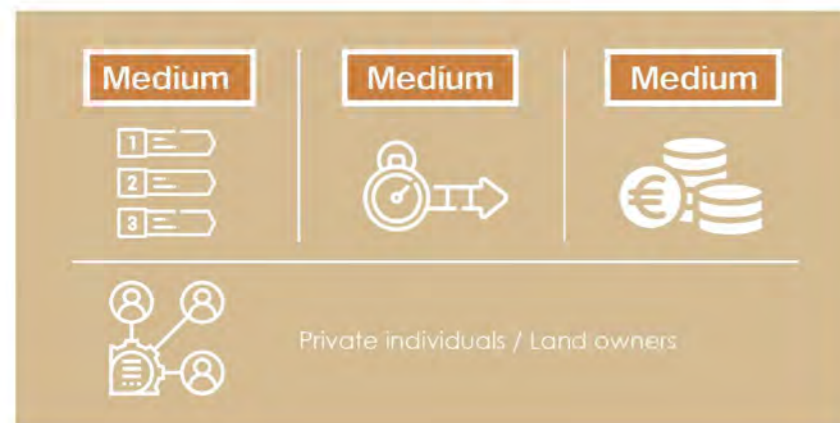 Medium
Medium
Medium
1
2
3
€
Private individuals / Land owners